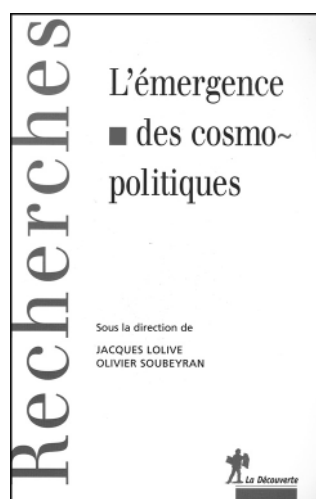 Recherches
L'émergence
■ des cosmo~
politiques
Sous la direction de
JACQUES LOLIVE
OLIVIER SOUBEYRAN
La Découverte